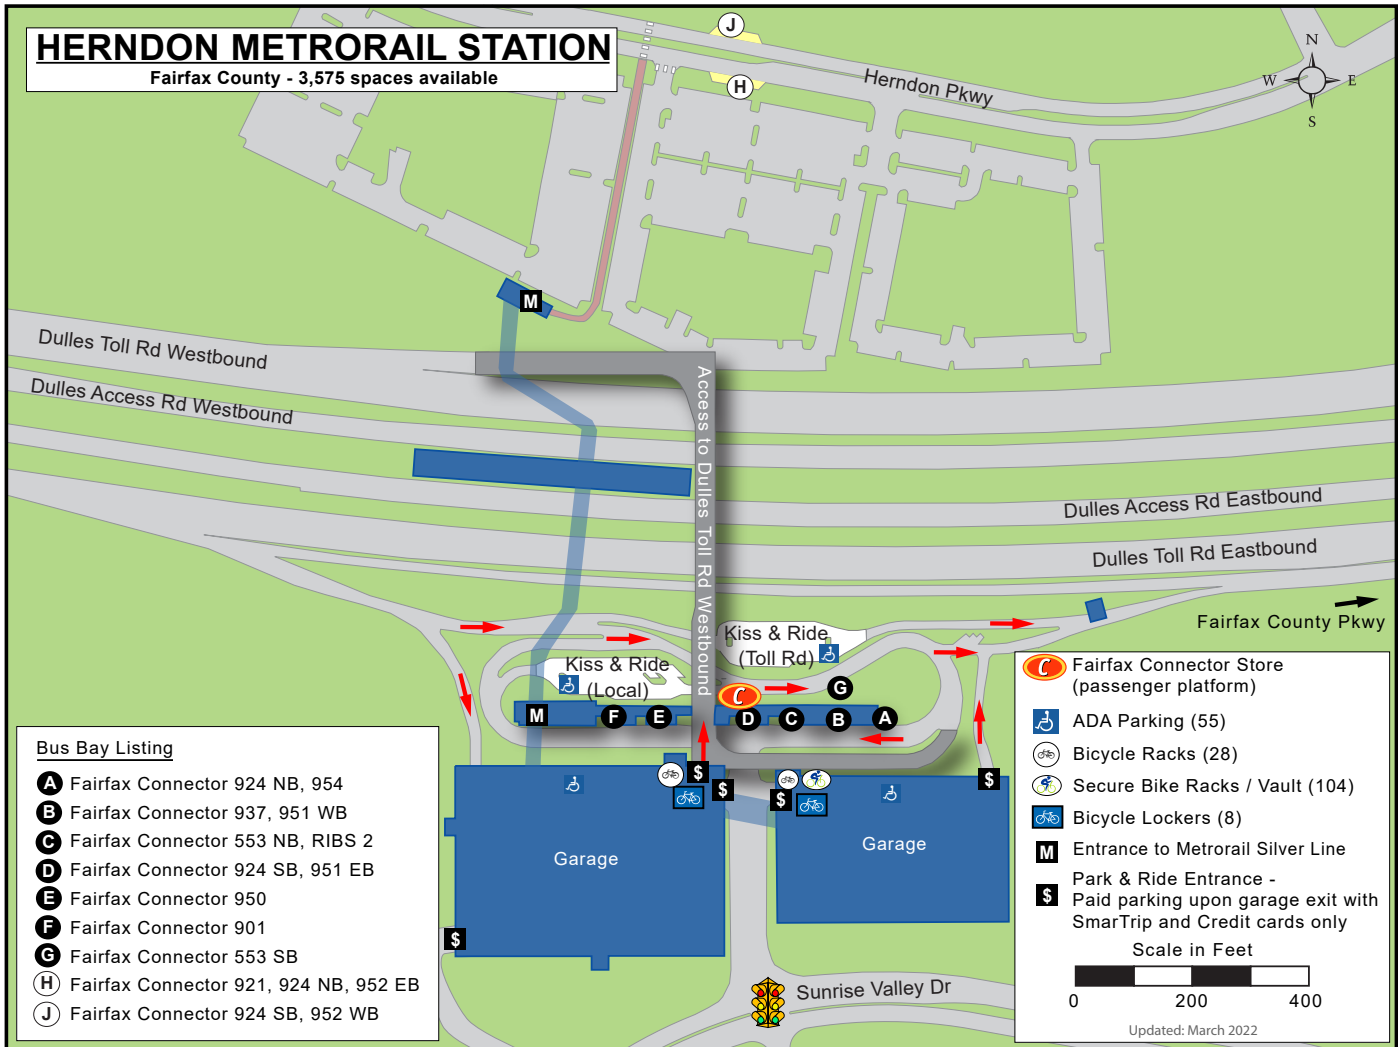 HERNDON METRORAIL STATION
Fairfax County - 3,575 spaces available
J
H
Herndon Pkwy
N
W E
S
M
Dulles Toll Rd Westbound
Dulles Access Rd Westbound
Access to Dulles Toll Rd Westbound
Dulles Access Rd Eastbound
Dulles Toll Rd Eastbound
Fairfax County Pkwy
Kiss & Ride
(Toll Rd)
Kiss & Ride
(Local)
C
G
M F E D C B A
$ $ $ $
Garage
Garage
$
Sunrise Valley Dr
Bus Bay Listing
A Fairfax Connector 924 NB, 954
B Fairfax Connector 937, 951 WB
C Fairfax Connector 553 NB, RIBS 2
D Fairfax Connector 924 SB, 951 EB
E Fairfax Connector 950
F Fairfax Connector 901
G Fairfax Connector 553 SB
H Fairfax Connector 921, 924 NB, 952 EB
J Fairfax Connector 924 SB, 952 WB
C Fairfax Connector Store
(passenger platform)
ADA Parking (55)
Bicycle Racks (28)
Secure Bike Racks / Vault (104)
Bicycle Lockers (8)
M Entrance to Metrorail Silver Line
$ Park & Ride Entrance -
Paid parking upon garage exit with
SmarTrip and Credit cards only
Scale in Feet
0 200 400
Updated: March 2022